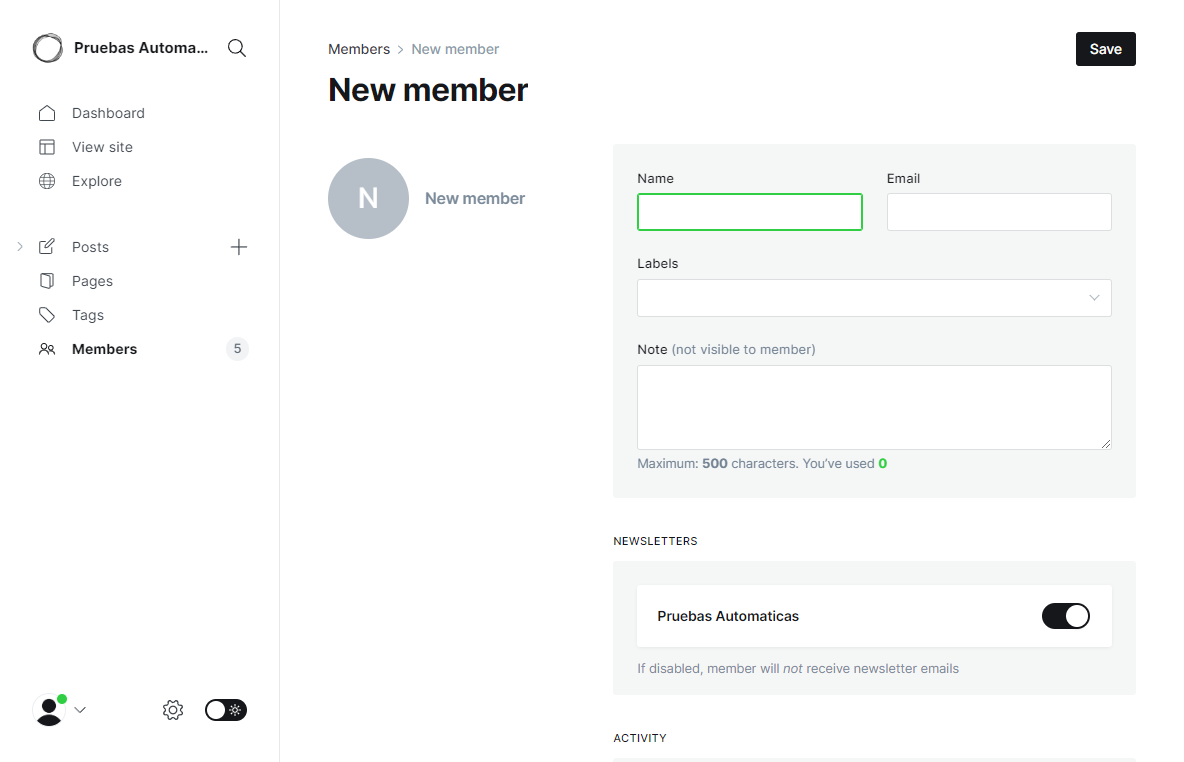 Pruebas Automa...
Dashboard
View site
Explore
Posts
Pages
Tags
Members 5
Members > New member
Save
New member
N New member
Name Email
Labels
Note (not visible to member)
Maximum: 500 characters. You've used 0
NEWSLETTERS
Pruebas Automaticas
If disabled, member will not receive newsletter emails
ACTIVITY